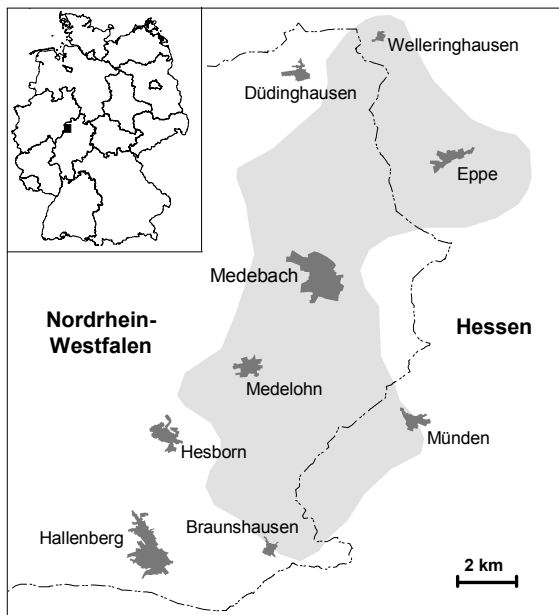 Welleringhausen
Düdinghausen
Eppe
Medebach
Nordrhein-
Westfalen
Hessen
Medelohn
Münden
Hesborn
Hallenberg
Braunshausen
2 km